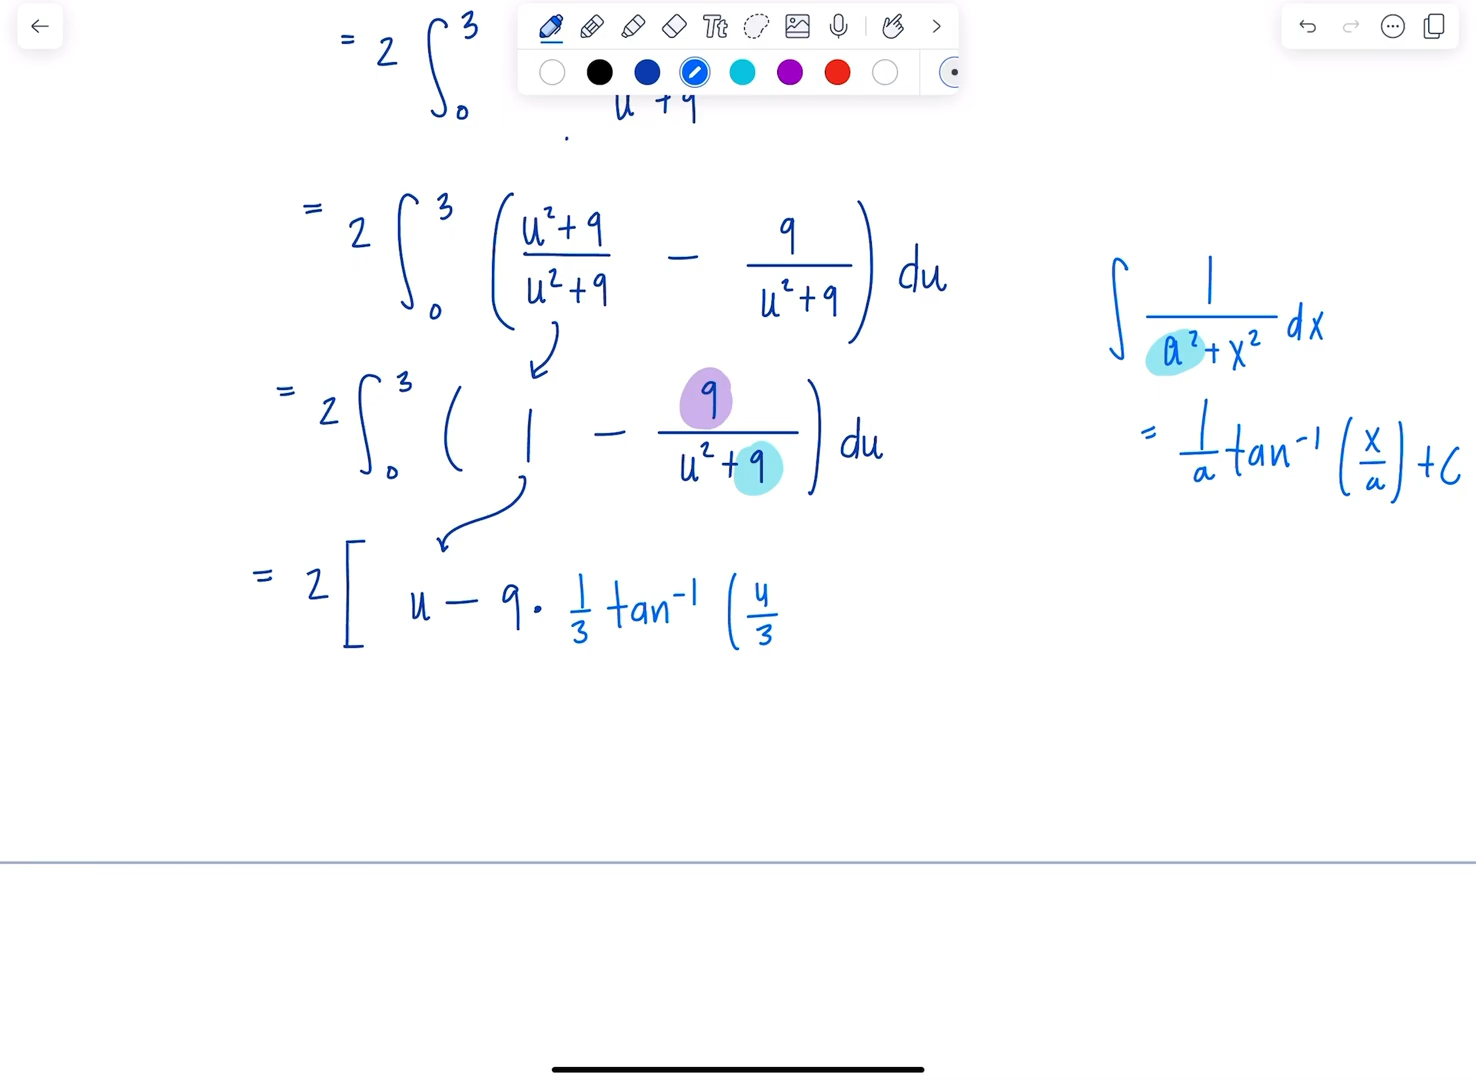 Tt
= 2 ∫₀³
u + 9
= 2 ∫₀³ ( (u² + 9)/(u² + 9) − 9/(u² + 9) ) du
= 2 ∫₀³ ( 1 − 9/(u² + 9) ) du
= 2 [ u − 9 · 1/3 tan⁻¹ ( u/3
∫ 1/(a² + x²) dx
= 1/a tan⁻¹ (x/a) + C